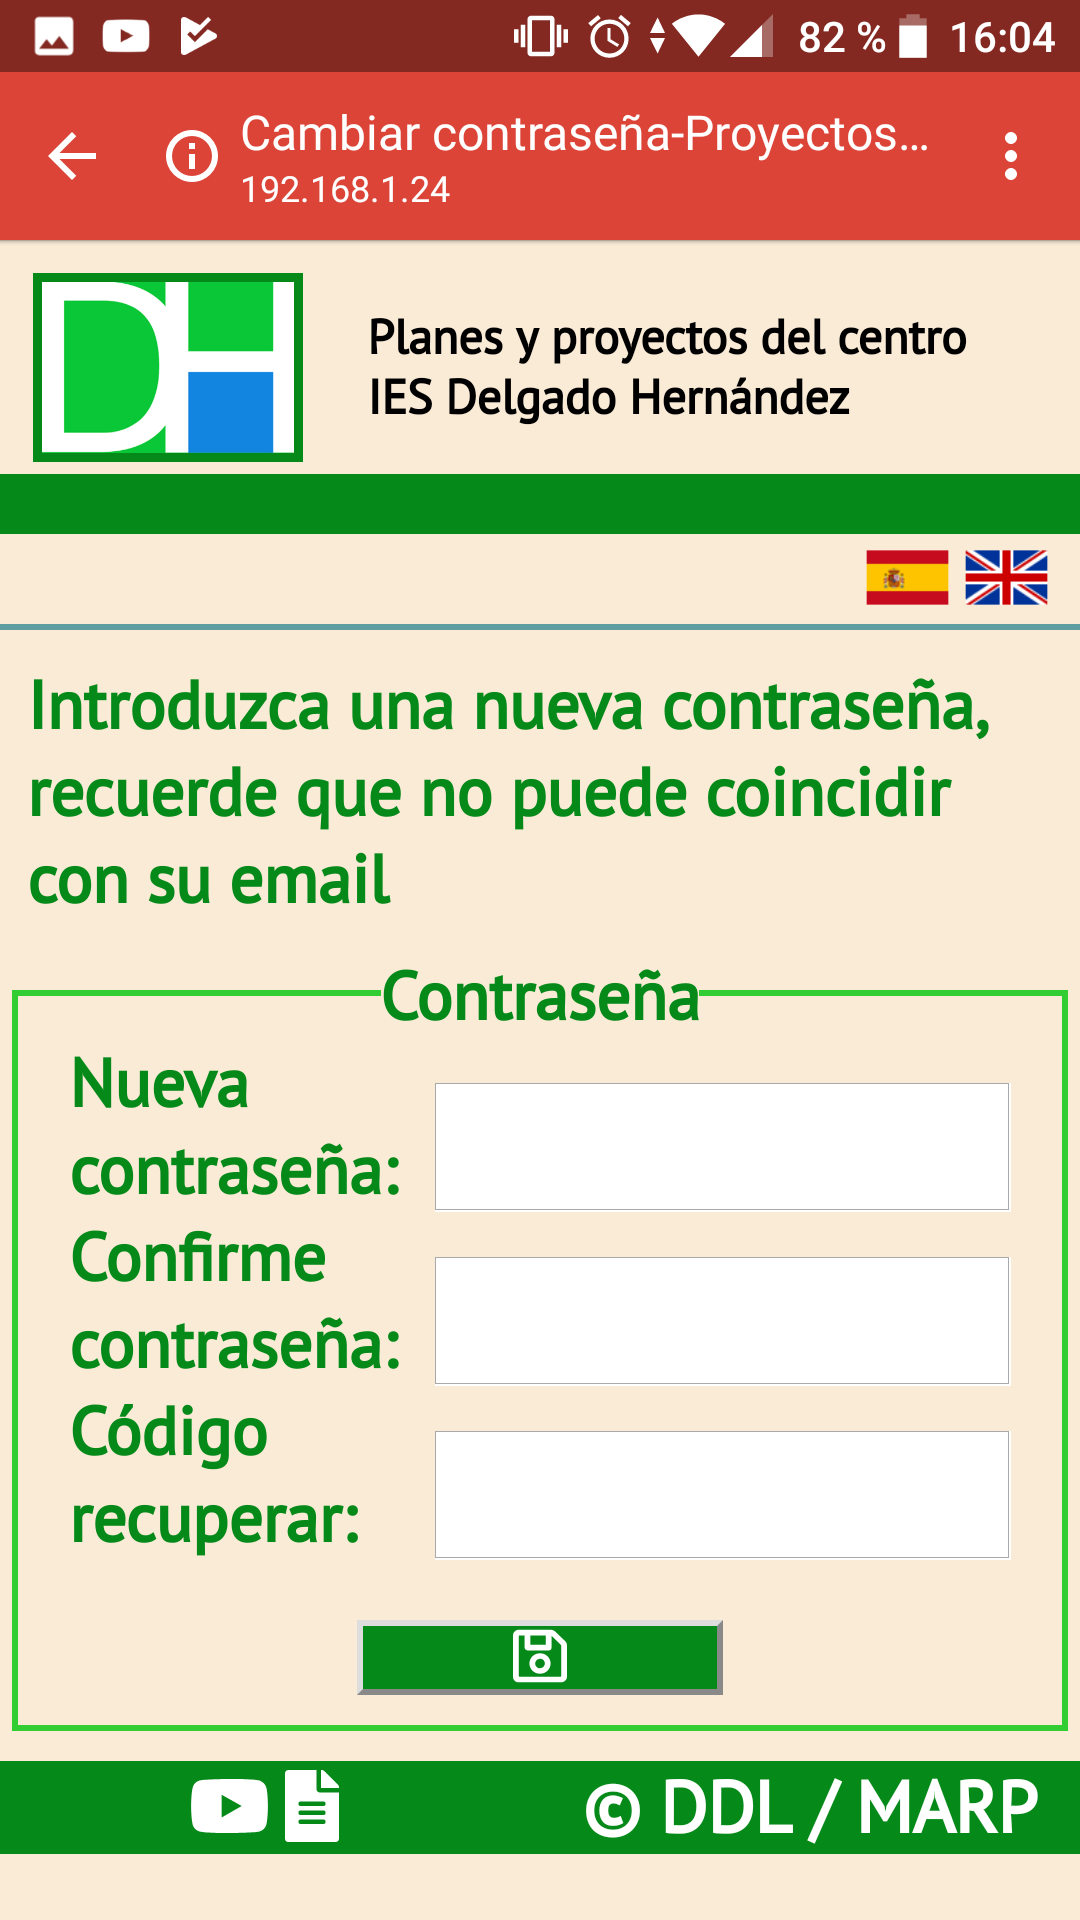 82 % 16:04
Cambiar contraseña-Proyectos...
192.168.1.24
DH
Planes y proyectos del centro
IES Delgado Hernández
Introduzca una nueva contraseña,
recuerde que no puede coincidir
con su email
Contraseña
Nueva
contraseña:
Confirme
contraseña:
Código
recuperar:
© DDL / MARP